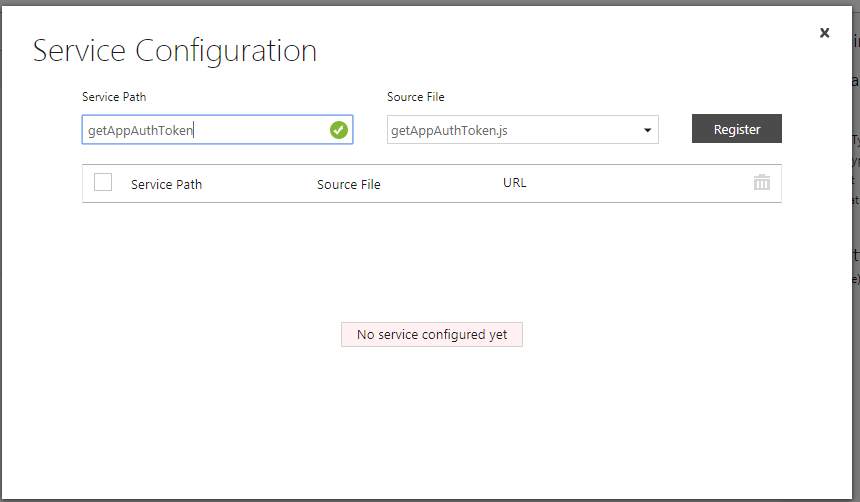 x
Service Configuration
Service Path
Source File
getAppAuthToken
getAppAuthToken.js
Register
Service Path
Source File
URL
No service configured yet